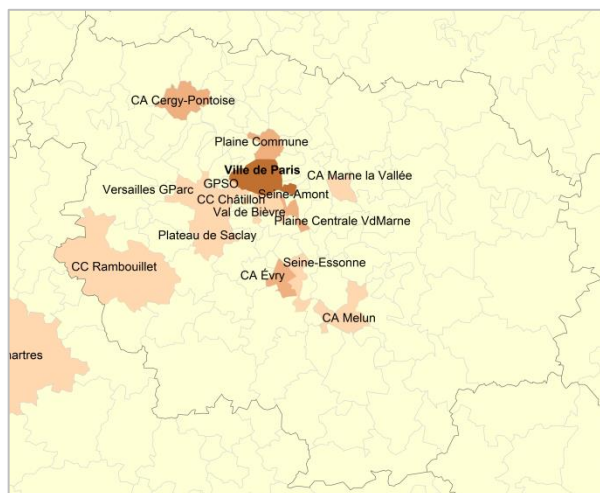 CA Cergy-Pontoise
Plaine Commune
Ville de Paris
CA Marne la Vallée
GPSO
Versailles GParc
Seine-Amont
CC Châtillon
Val de Bièvre
Plaine Centrale VdMarne
Plateau de Saclay
Seine-Essonne
CC Rambouillet
CA Évry
CA Melun
hartres